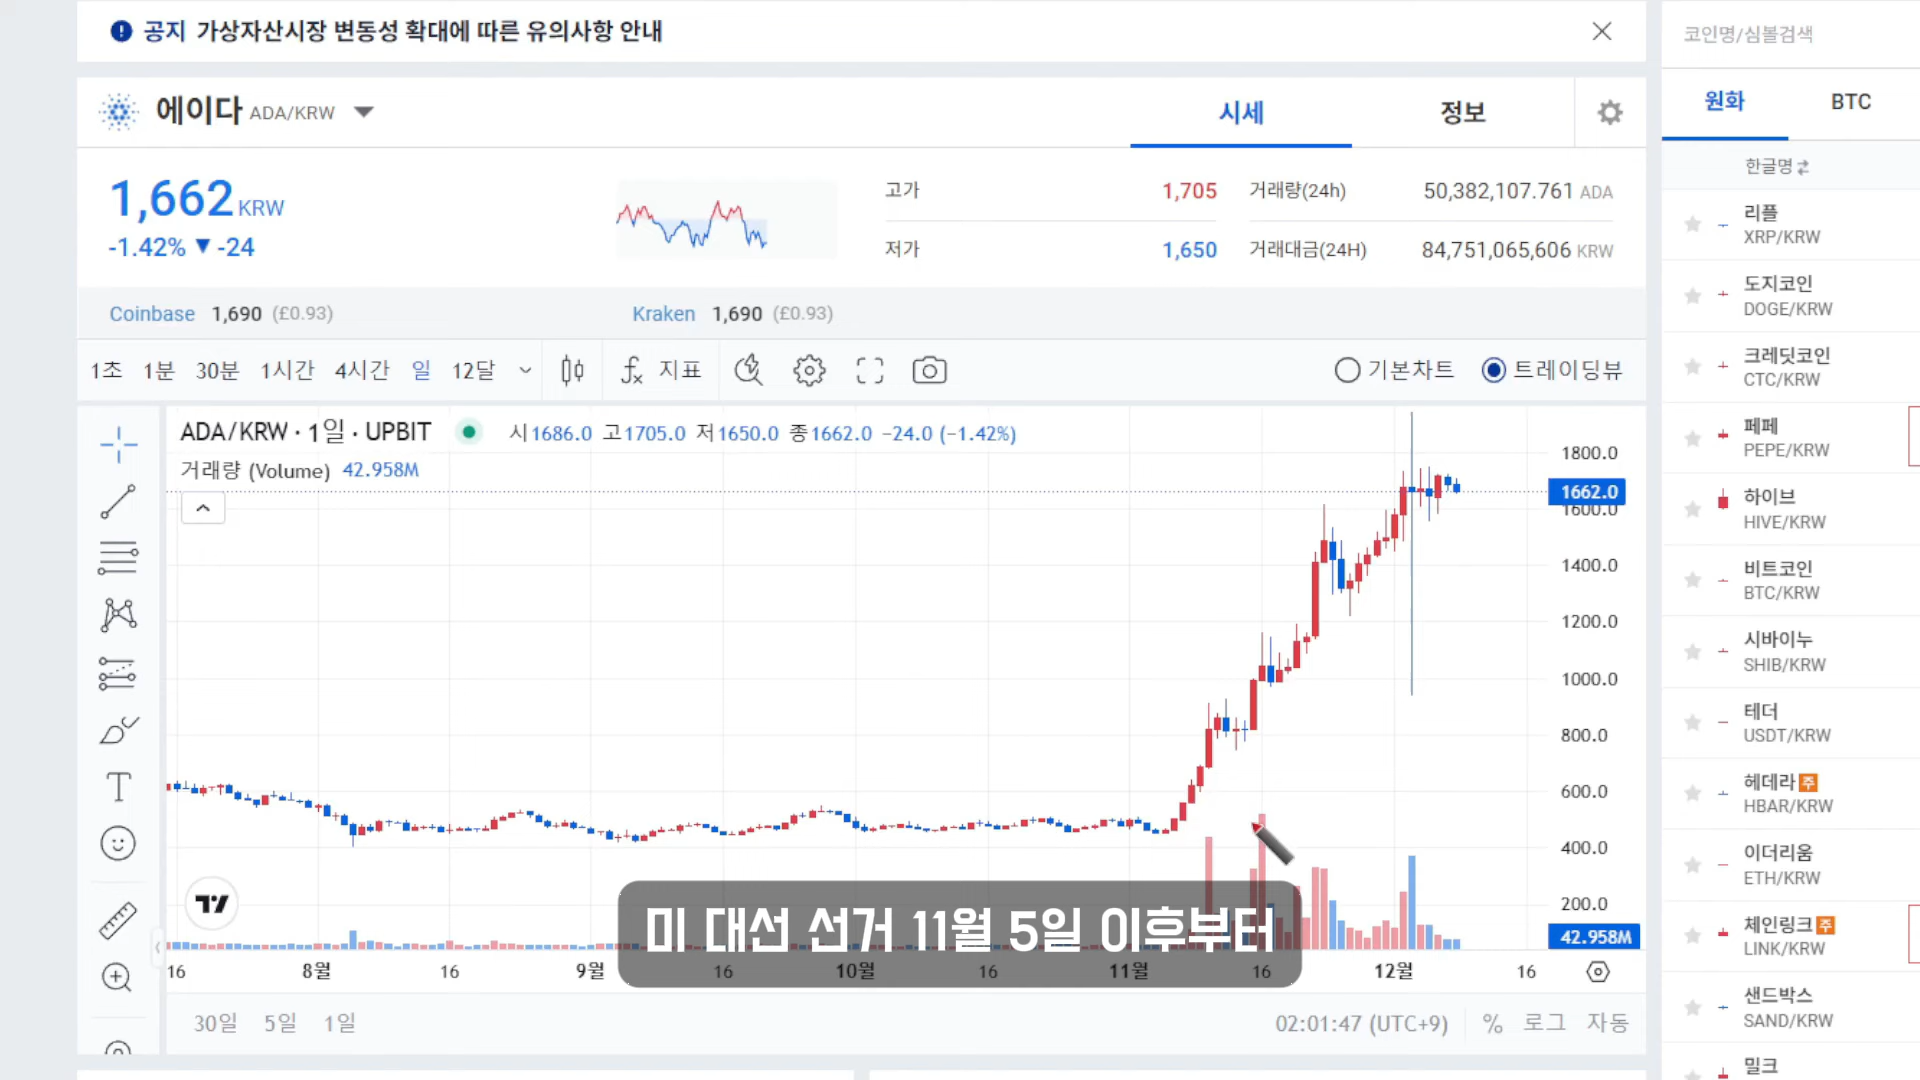 공지 가상자산시장 변동성 확대에 따른 유의사항 안내
에이다 ADA/KRW
시세 정보
1,662 KRW
-1.42% ▼ -24
고가 1,705 거래량(24h) 50,382,107.761 ADA
저가 1,650 거래대금(24H) 84,751,065,606 KRW
Coinbase 1,690 (£0.93) Kraken 1,690 (£0.93)
1초 1분 30분 1시간 4시간 일 12달 지표 기본차트 트레이딩뷰
ADA/KRW · 1일 · UPBIT 시1686.0 고1705.0 저1650.0 종1662.0 −24.0 (−1.42%)
거래량 (Volume) 42.958M
1800.0
1662.0
1600.0
1400.0
1200.0
1000.0
800.0
600.0
400.0
200.0
42.958M
미 대선 선거 11월 5일 이후부터
16 8월 16 9월 16 10월 16 11월 16 12월 16
30일 5일 1일 02:01:47 (UTC+9) % 로그 자동
코인명/심볼검색
원화 BTC
한글명
리플
XRP/KRW
도지코인
DOGE/KRW
크레딧코인
CTC/KRW
페페
PEPE/KRW
하이브
HIVE/KRW
비트코인
BTC/KRW
시바이누
SHIB/KRW
테더
USDT/KRW
헤데라 주
HBAR/KRW
이더리움
ETH/KRW
체인링크 주
LINK/KRW
샌드박스
SAND/KRW
밀크